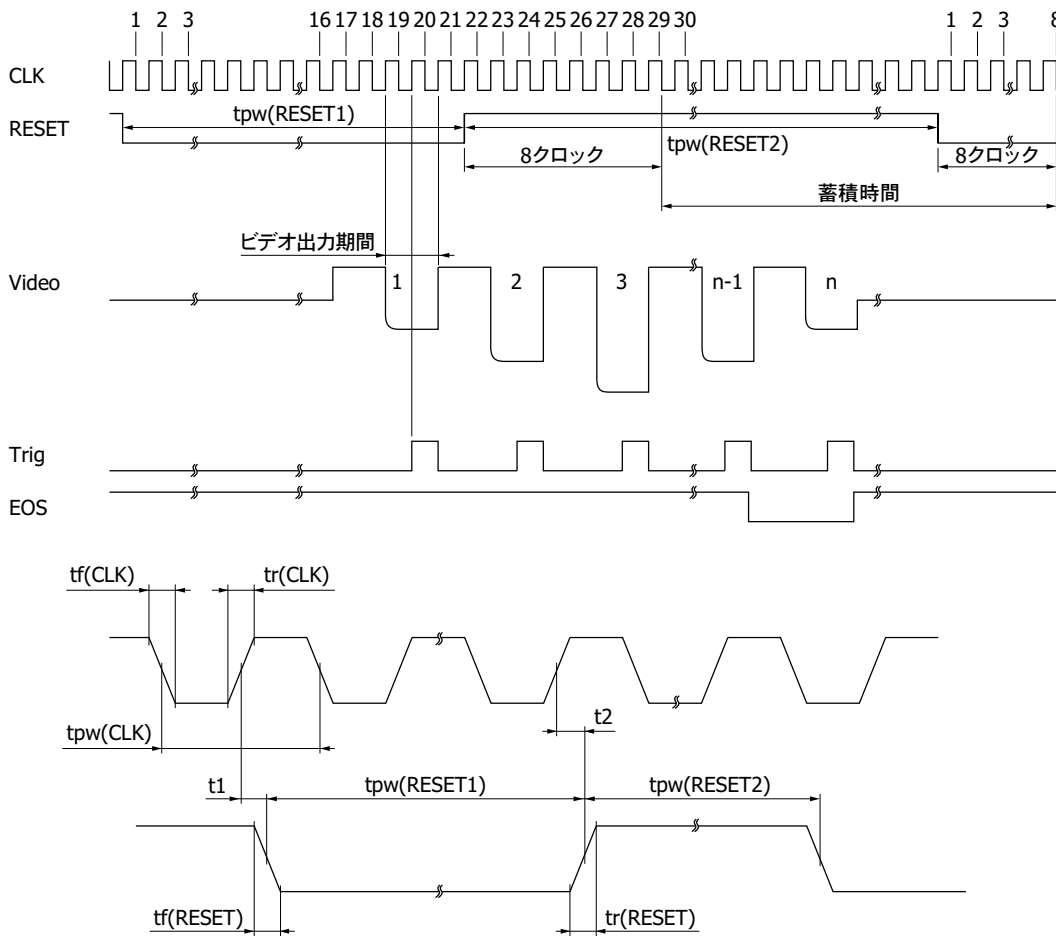 1 2 3 16 17 18 19 20 21 22 23 24 25 26 27 28 29 30 1 2 3 8
CLK
tpw(RESET1)
RESET
tpw(RESET2)
8クロック 8クロック
蓄積時間
ビデオ出力期間
Video
1 2 3 n-1 n
Trig
EOS
tf(CLK) tr(CLK)
t2
tpw(CLK)
t1 tpw(RESET1) tpw(RESET2)
tf(RESET) tr(RESET)